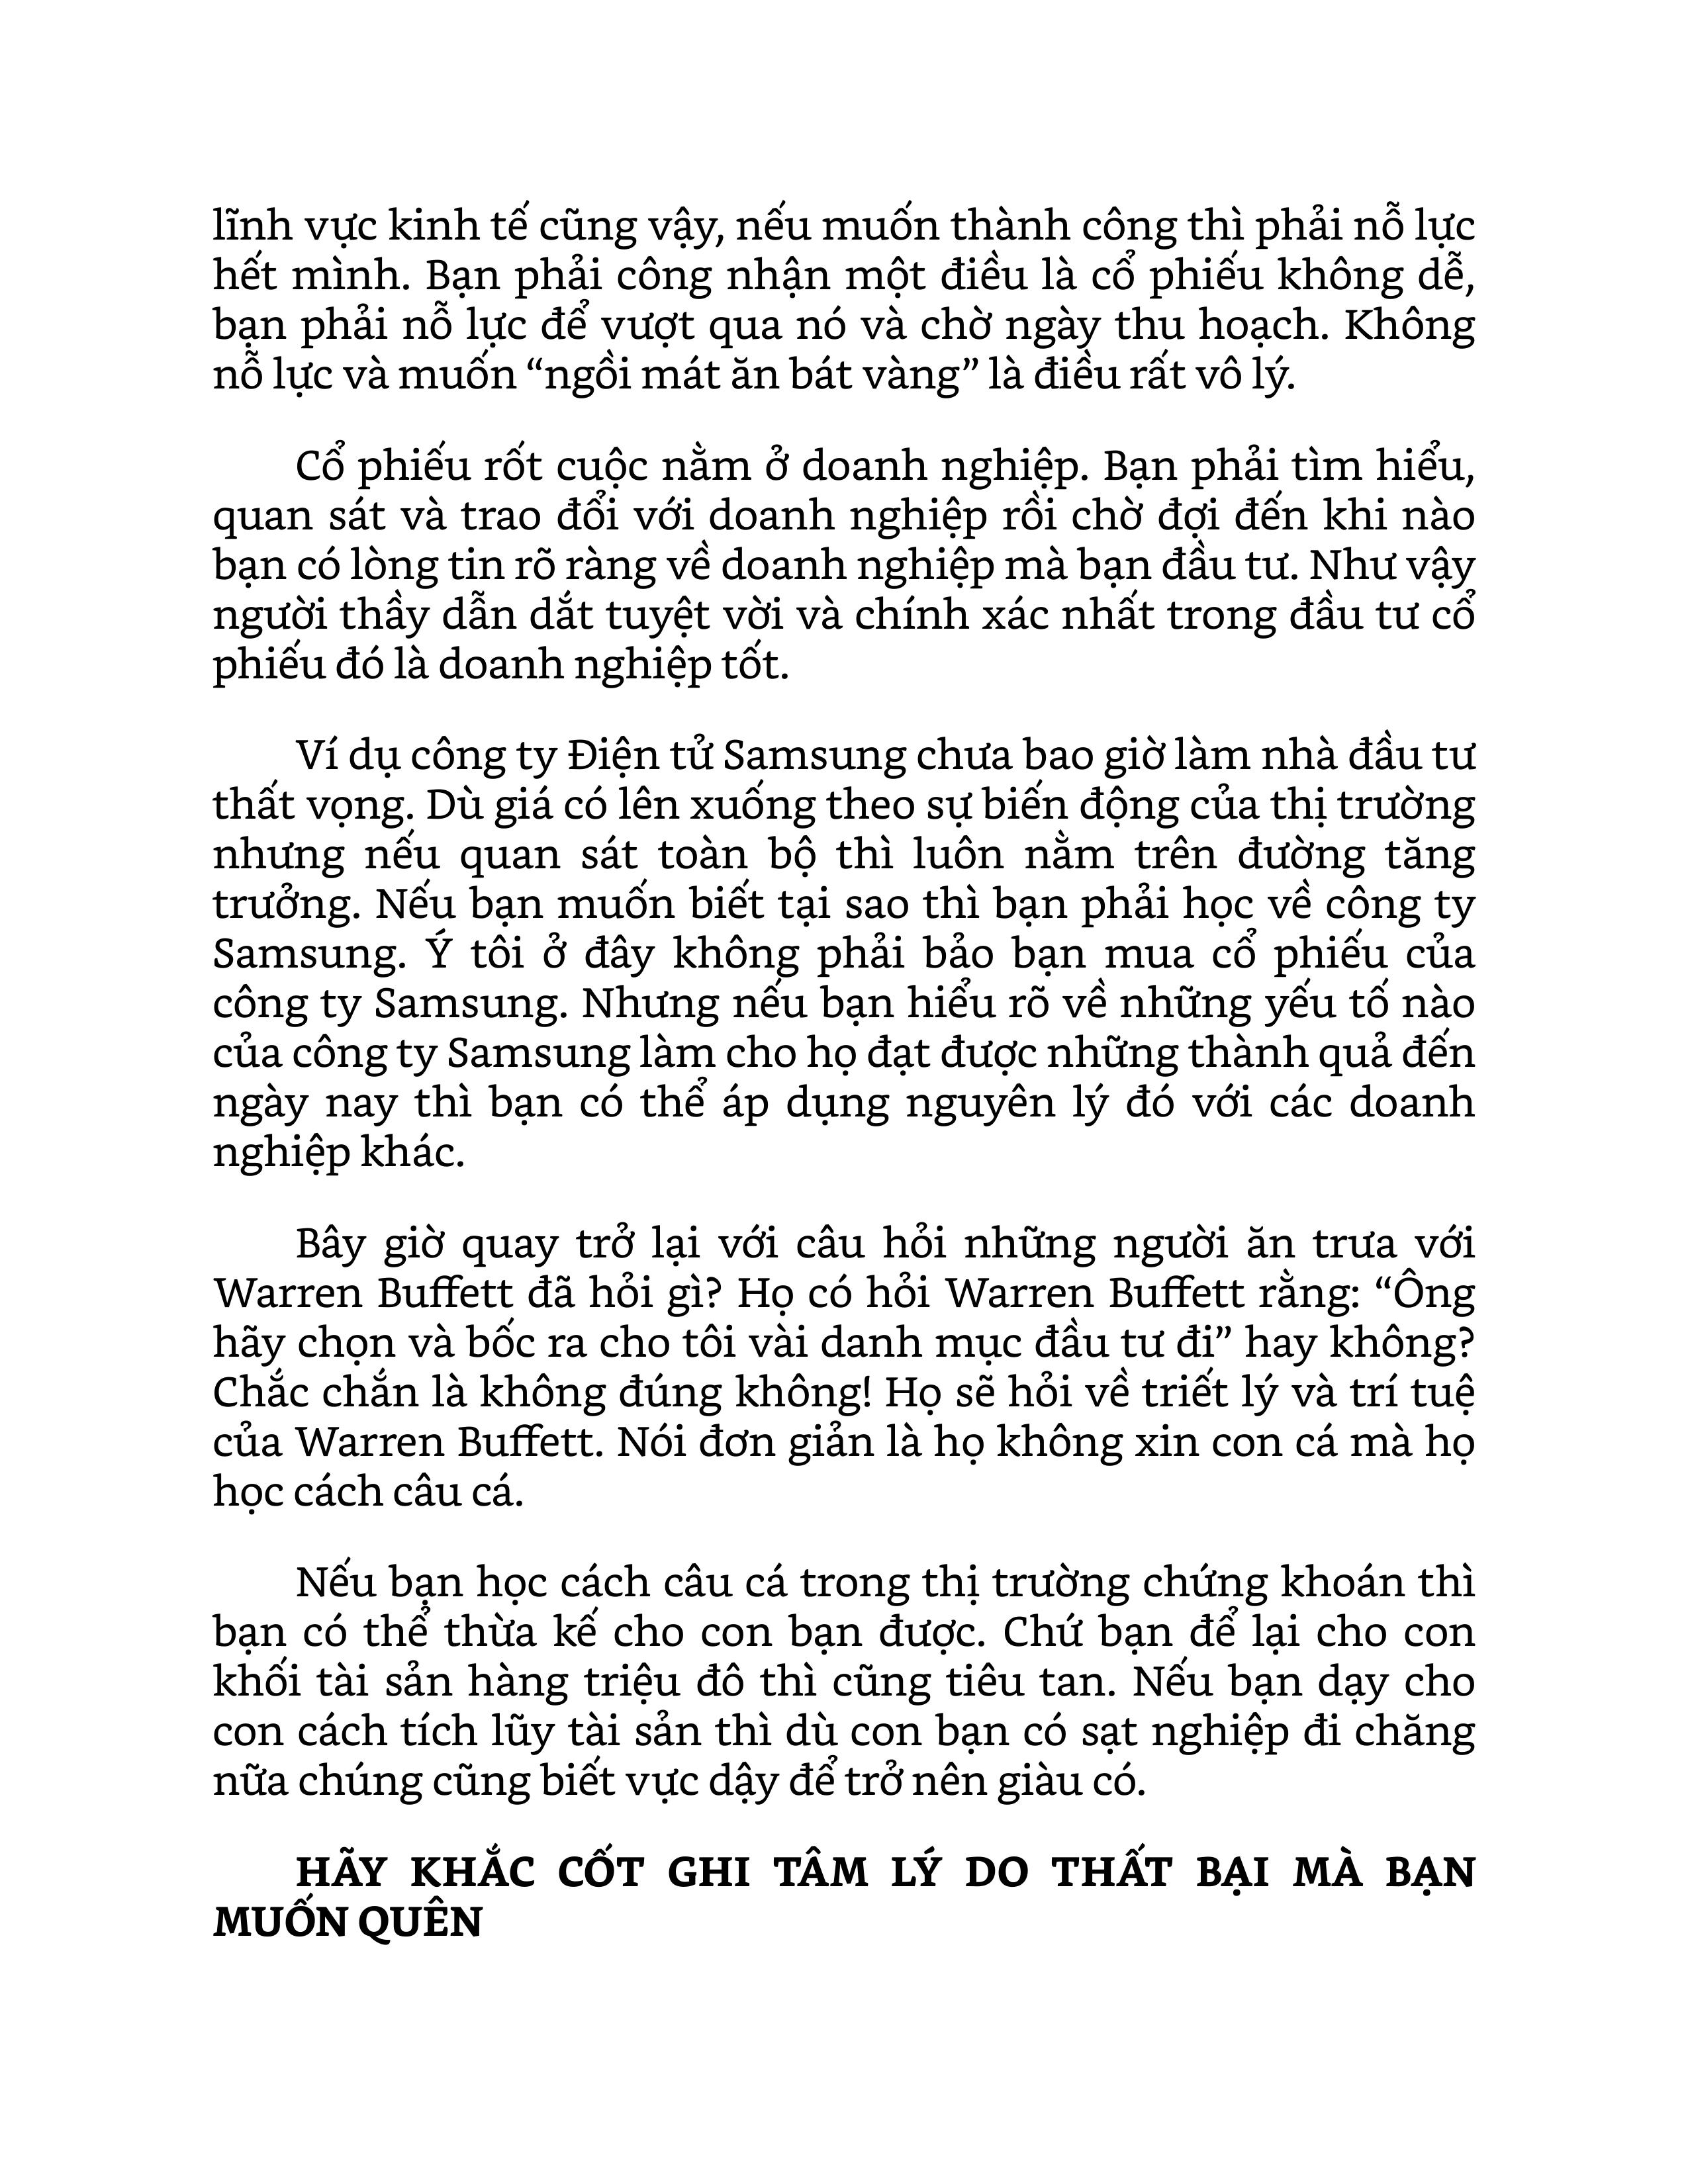 lĩnh vực kinh tế cũng vậy, nếu muốn thành công thì phải nỗ lực
hết mình. Bạn phải công nhận một điều là cổ phiếu không dễ,
bạn phải nỗ lực để vượt qua nó và chờ ngày thu hoạch. Không
nỗ lực và muốn “ngồi mát ăn bát vàng” là điều rất vô lý.
Cổ phiếu rốt cuộc nằm ở doanh nghiệp. Bạn phải tìm hiểu,
quan sát và trao đổi với doanh nghiệp rồi chờ đợi đến khi nào
bạn có lòng tin rõ ràng về doanh nghiệp mà bạn đầu tư. Như vậy
người thầy dẫn dắt tuyệt vời và chính xác nhất trong đầu tư cổ
phiếu đó là doanh nghiệp tốt.
Ví dụ công ty Điện tử Samsung chưa bao giờ làm nhà đầu tư
thất vọng. Dù giá có lên xuống theo sự biến động của thị trường
nhưng nếu quan sát toàn bộ thì luôn nằm trên đường tăng
trưởng. Nếu bạn muốn biết tại sao thì bạn phải học về công ty
Samsung. Ý tôi ở đây không phải bảo bạn mua cổ phiếu của
công ty Samsung. Nhưng nếu bạn hiểu rõ về những yếu tố nào
của công ty Samsung làm cho họ đạt được những thành quả đến
ngày nay thì bạn có thể áp dụng nguyên lý đó với các doanh
nghiệp khác.
Bây giờ quay trở lại với câu hỏi những người ăn trưa với
Warren Buffett đã hỏi gì? Họ có hỏi Warren Buffett rằng: “Ông
hãy chọn và bốc ra cho tôi vài danh mục đầu tư đi” hay không?
Chắc chắn là không đúng không! Họ sẽ hỏi về triết lý và trí tuệ
của Warren Buffett. Nói đơn giản là họ không xin con cá mà họ
học cách câu cá.
Nếu bạn học cách câu cá trong thị trường chứng khoán thì
bạn có thể thừa kế cho con bạn được. Chứ bạn để lại cho con
khối tài sản hàng triệu đô thì cũng tiêu tan. Nếu bạn dạy cho
con cách tích lũy tài sản thì dù con bạn có sạt nghiệp đi chăng
nữa chúng cũng biết vực dậy để trở nên giàu có.
HÃY KHẮC CỐT GHI TÂM LÝ DO THẤT BẠI MÀ BẠN
MUỐN QUÊN